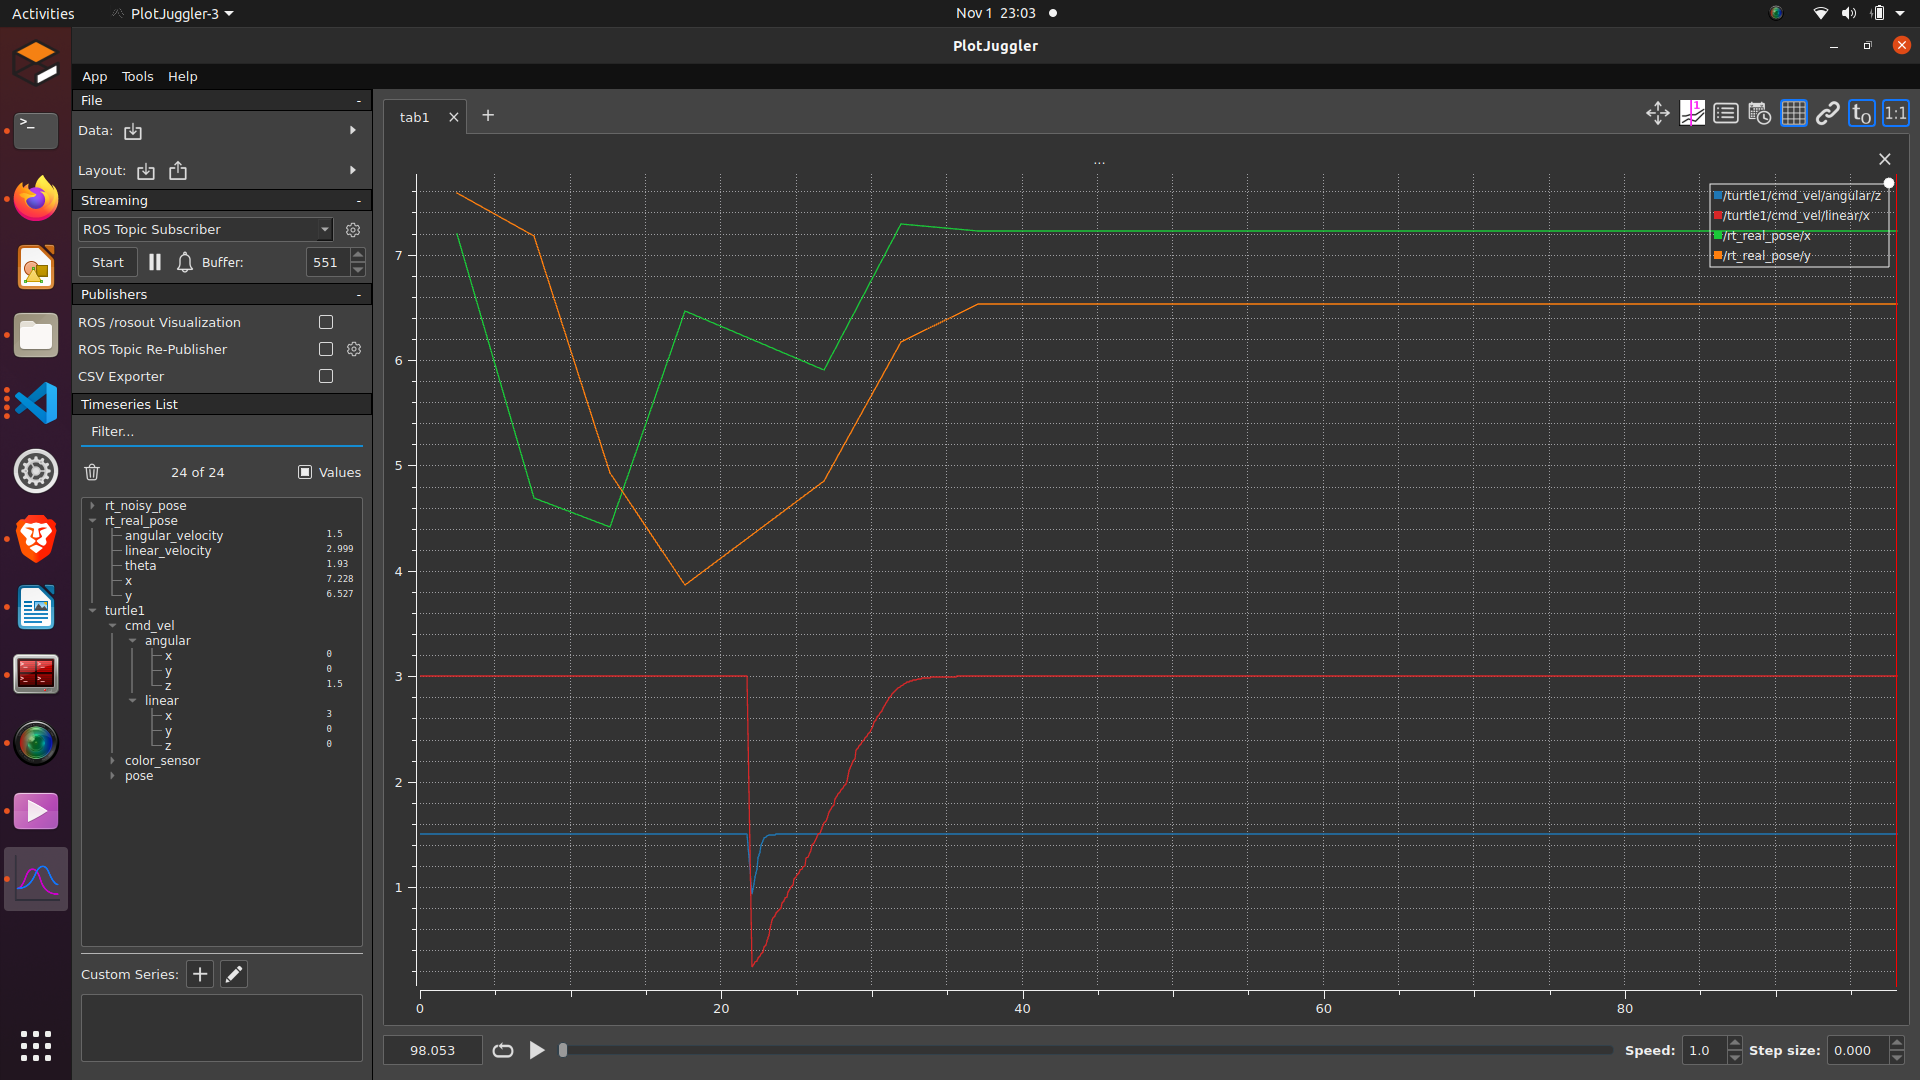 Activities PlotJuggler-3 Nov 1 23:03
PlotJuggler
App Tools Help
File -
Data:
Layout:
Streaming -
ROS Topic Subscriber
Start Buffer: 551
Publishers -
ROS /rosout Visualization
ROS Topic Re-Publisher
CSV Exporter
Timeseries List
Filter...
24 of 24 Values
rt_noisy_pose
rt_real_pose
angular_velocity 1.5
linear_velocity 2.999
theta 1.93
x 7.228
y 6.527
turtle1
cmd_vel
angular
x 0
y 0
z 1.5
linear
x 3
y 0
z 0
color_sensor
pose
Custom Series:
tab1
1
t0
1:1
...
/turtle1/cmd_vel/angular/z
/turtle1/cmd_vel/linear/x
/rt_real_pose/x
/rt_real_pose/y
7
6
5
4
3
2
1
0 20 40 60 80
98.053 Speed: 1.0 Step size: 0.000